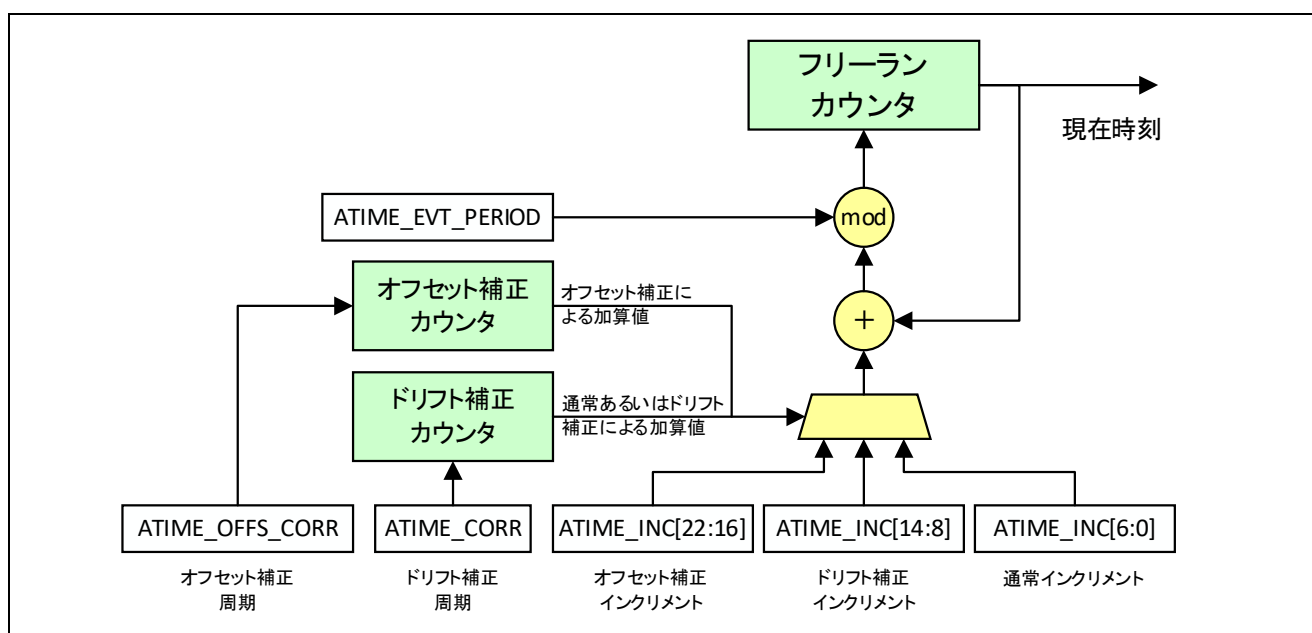 フリーラン
カウンタ
現在時刻
ATIME_EVT_PERIOD
mod
オフセット補正
カウンタ
オフセット補正に
よる加算値
+
ドリフト補正
カウンタ
通常あるいはドリフト
補正による加算値
ATIME_OFFS_CORR
ATIME_CORR
ATIME_INC[22:16]
ATIME_INC[14:8]
ATIME_INC[6:0]
オフセット補正
周期
ドリフト補正
周期
オフセット補正
インクリメント
ドリフト補正
インクリメント
通常インクリメント